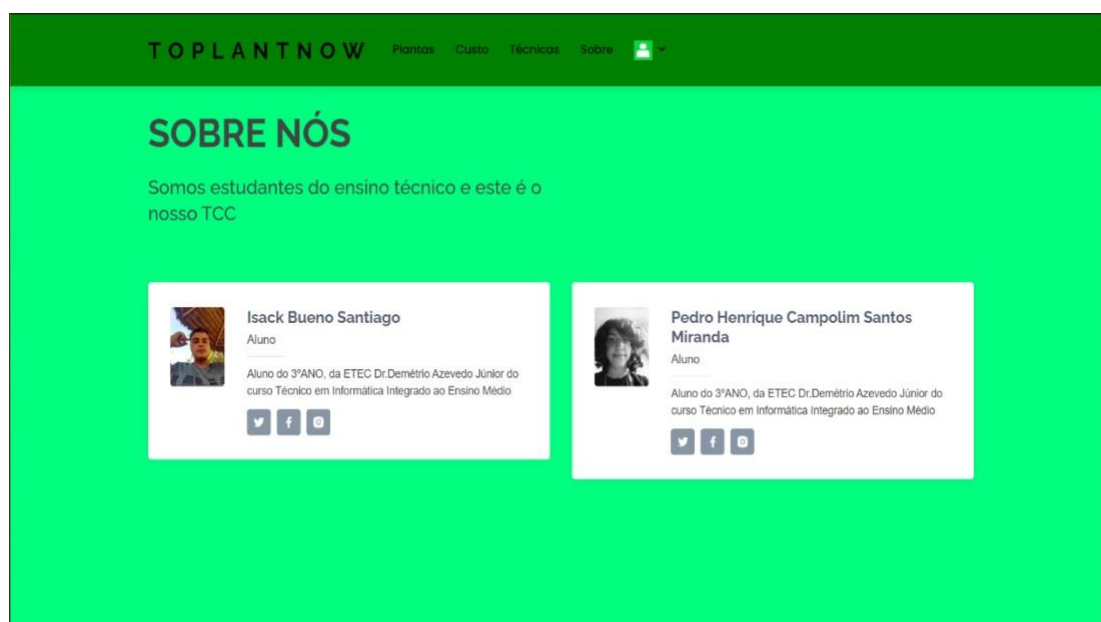 TOPLANTNOW Plantas Custo Técnicas Sobre
SOBRE NÓS
Somos estudantes do ensino técnico e este é o
nosso TCC
Isack Bueno Santiago
Aluno
Aluno do 3ºANO, da ETEC Dr.Demétrio Azevedo Júnior do
curso Técnico em Informática Integrado ao Ensino Médio
Pedro Henrique Campolim Santos
Miranda
Aluno
Aluno do 3ºANO, da ETEC Dr.Demétrio Azevedo Júnior do
curso Técnico em Informática Integrado ao Ensino Médio